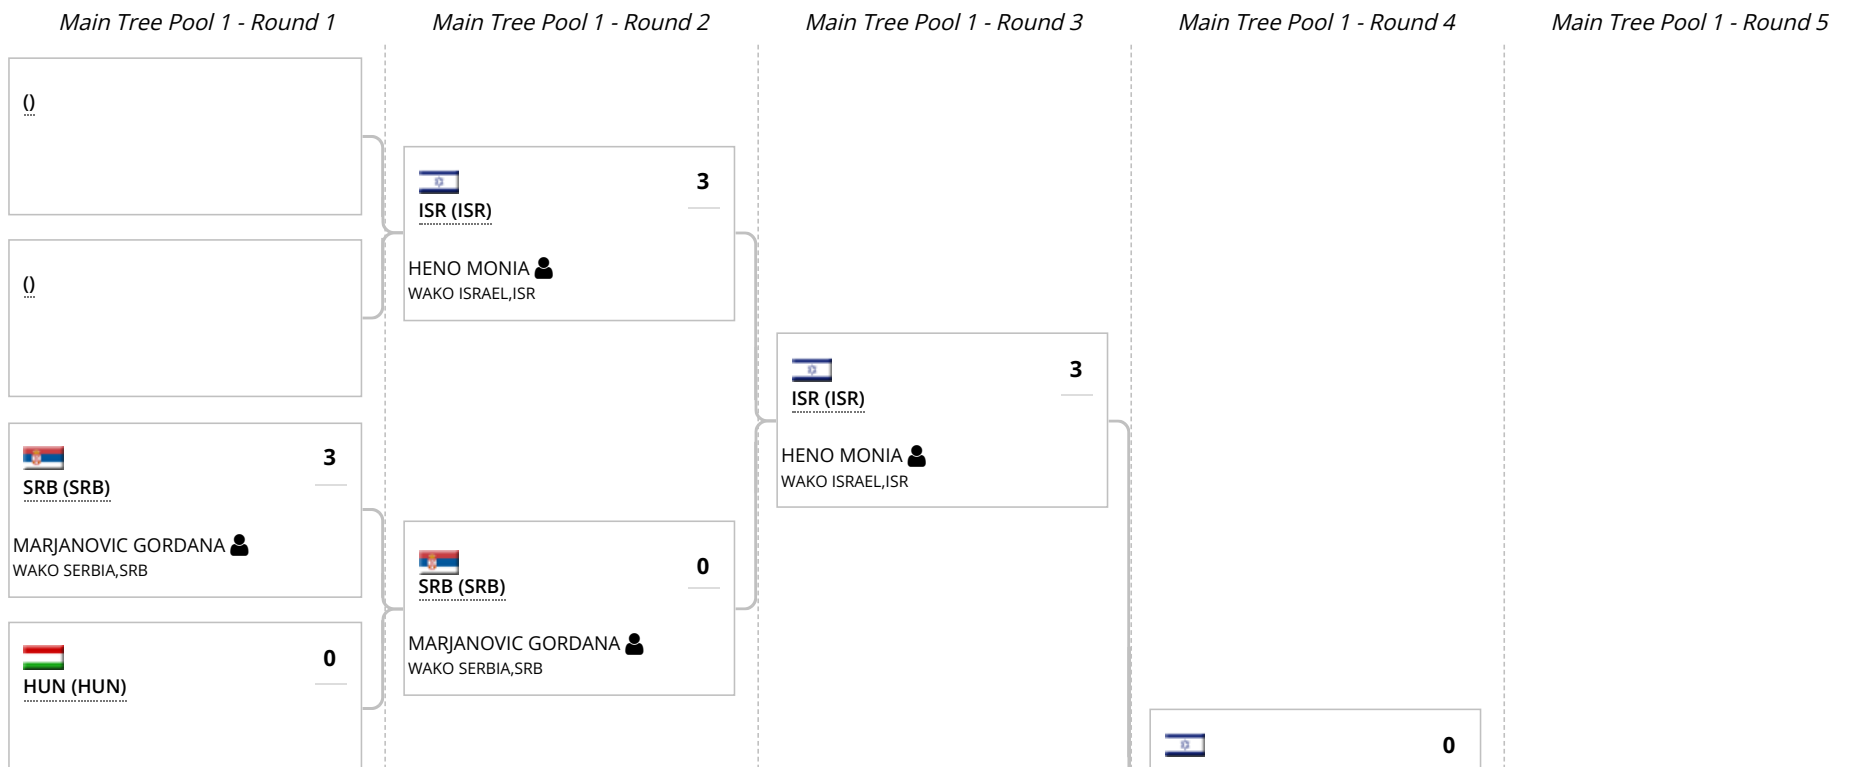 Main Tree Pool 1 - Round 1
Main Tree Pool 1 - Round 2
Main Tree Pool 1 - Round 3
Main Tree Pool 1 - Round 4
Main Tree Pool 1 - Round 5
()
()
3
SRB (SRB)
MARJANOVIC GORDANA
WAKO SERBIA,SRB
0
HUN (HUN)
3
ISR (ISR)
HENO MONIA
WAKO ISRAEL,ISR
0
SRB (SRB)
MARJANOVIC GORDANA
WAKO SERBIA,SRB
3
ISR (ISR)
HENO MONIA
WAKO ISRAEL,ISR
0